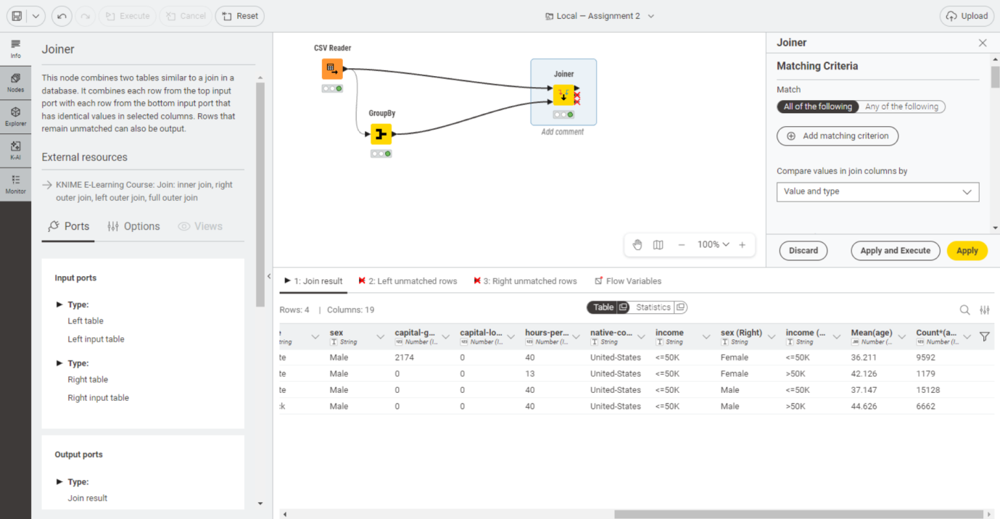 Execute
Cancel
Reset
Local — Assignment 2
Upload
Info
Nodes
Explorer
K-AI
Monitor
Joiner
This node combines two tables similar to a join in a
database. It combines each row from the top input
port with each row from the bottom input port that
has identical values in selected columns. Rows that
remain unmatched can also be output.
External resources
KNIME E-Learning Course: Join: inner join, right
outer join, left outer join, full outer join
Ports Options Views
Input ports
Type:
Left table
Left input table
Type:
Right table
Right input table
Output ports
Type:
Join result
CSV Reader
GroupBy
Joiner
Add comment
100%
Joiner
Matching Criteria
Match
All of the following Any of the following
Add matching criterion
Compare values in join columns by
Value and type
Discard Apply and Execute Apply
1: Join result 2: Left unmatched rows 3: Right unmatched rows Flow Variables
Rows: 4 | Columns: 19
Table Statistics
e sex capital-g... capital-lo... hours-per... native-co... income sex (Right) income (... Mean(age) Count*(a...
tring String Number (I... Number (I... Number (I... String String String String Number (... Number (I...
te Male 2174 0 40 United-States <=50K Female <=50K 36.211 9592
te Male 0 0 13 United-States <=50K Female >50K 42.126 1179
te Male 0 0 40 United-States <=50K Male <=50K 37.147 15128
ck Male 0 0 40 United-States <=50K Male >50K 44.626 6662